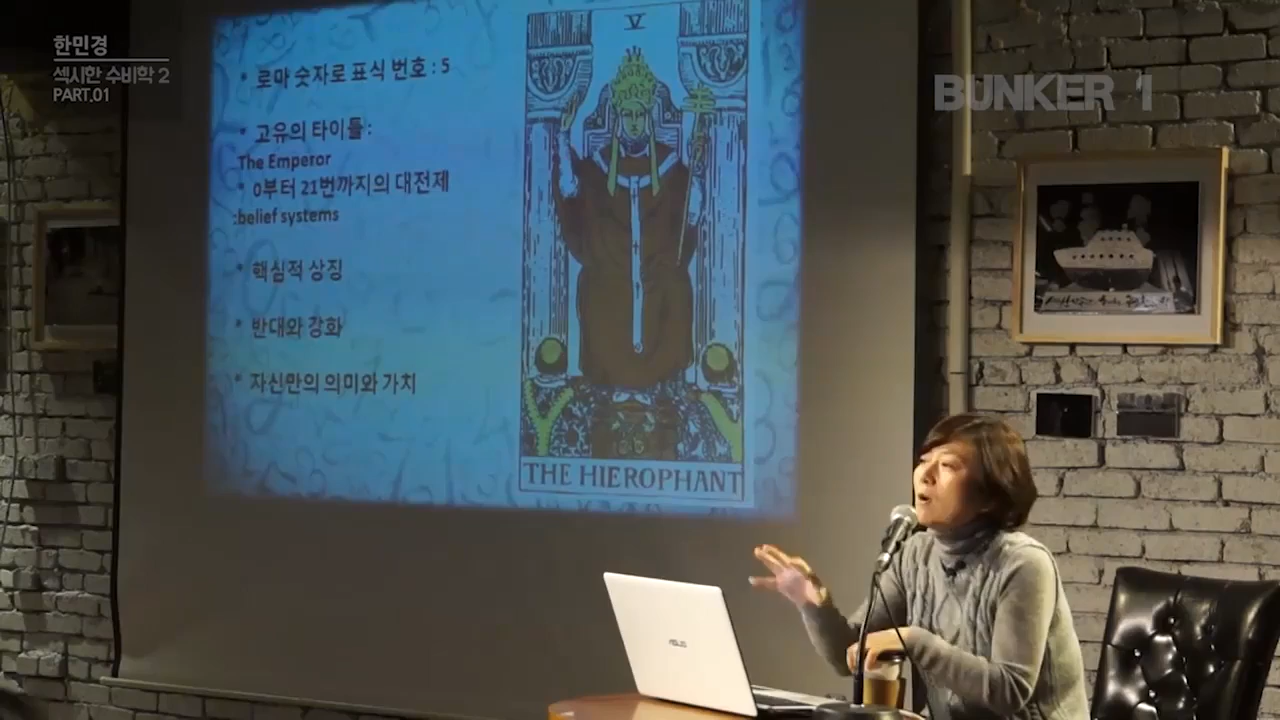 한민경
섹시한 수비학 2
PART.01
BUNKER 1
* 로마 숫자로 표식 번호 : 5
* 고유의 타이틀 :
The Emperor
* 0부터 21번까지의 대전제
:belief systems
* 핵심적 상징
* 반대와 강화
* 자신만의 의미와 가치
V
THE HIEROPHANT
ASUS